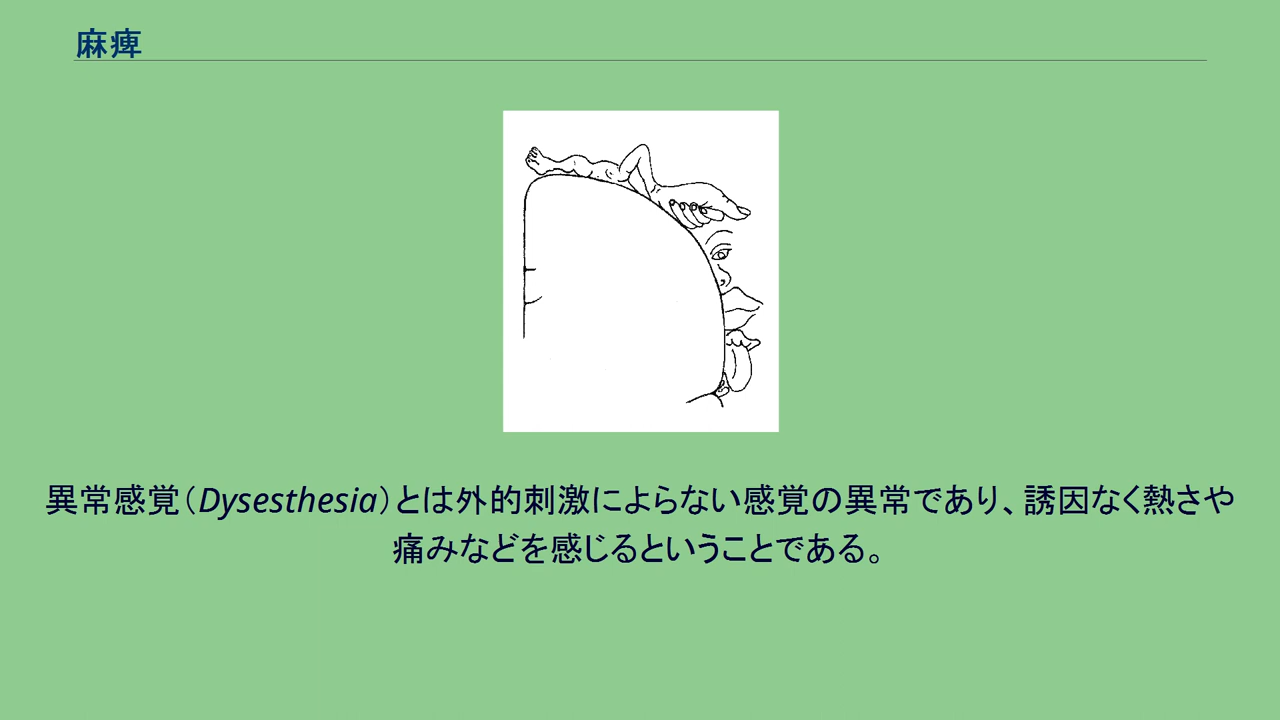 麻痺
異常感覚（Dysesthesia）とは外的刺激によらない感覚の異常であり、誘因なく熱さや
痛みなどを感じるということである。